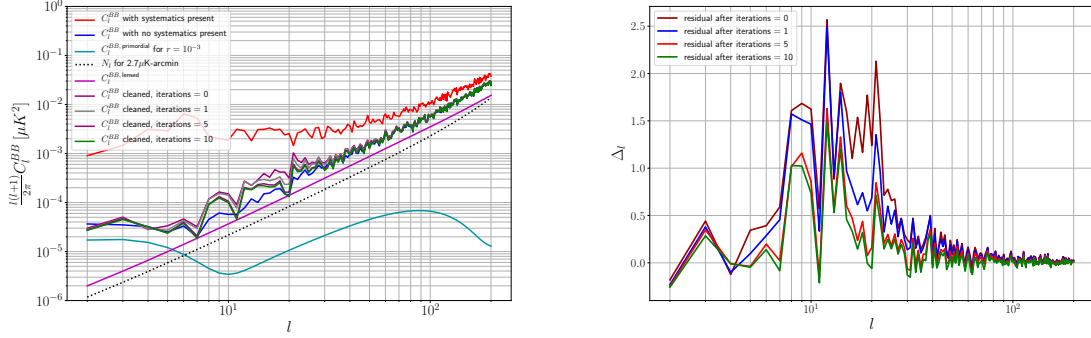 10^0
10^{-1}
10^{-2}
10^{-3}
10^{-4}
10^{-5}
10^{-6}
\frac{l(l+1)}{2\pi} C_l^{BB} [μK^2]
C_l^{BB} with systematics present
C_l^{BB} with no systematics present
C_l^{BB, primordial} for r = 10^{-3}
N_l for 2.7μK-arcmin
C_l^{BB, lensed}
C_l^{BB} cleaned, iterations = 0
C_l^{BB} cleaned, iterations = 1
C_l^{BB} cleaned, iterations = 5
C_l^{BB} cleaned, iterations = 10
10^1
10^2
l
2.5
2.0
1.5
1.0
0.5
0.0
Δ_l
residual after iterations = 0
residual after iterations = 1
residual after iterations = 5
residual after iterations = 10
10^1
10^2
l